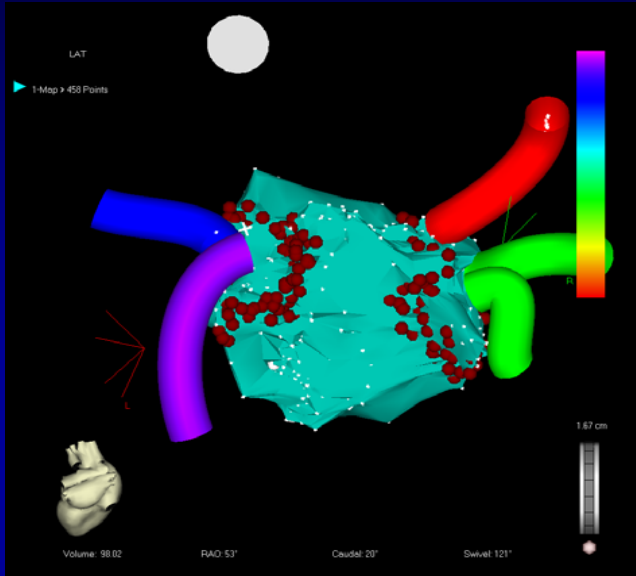 LAT
1-Map > 458 Points
R
L
1.67 cm
Volume: 98.02
RAO: 53°
Caudal: 20°
Swivel: 121°